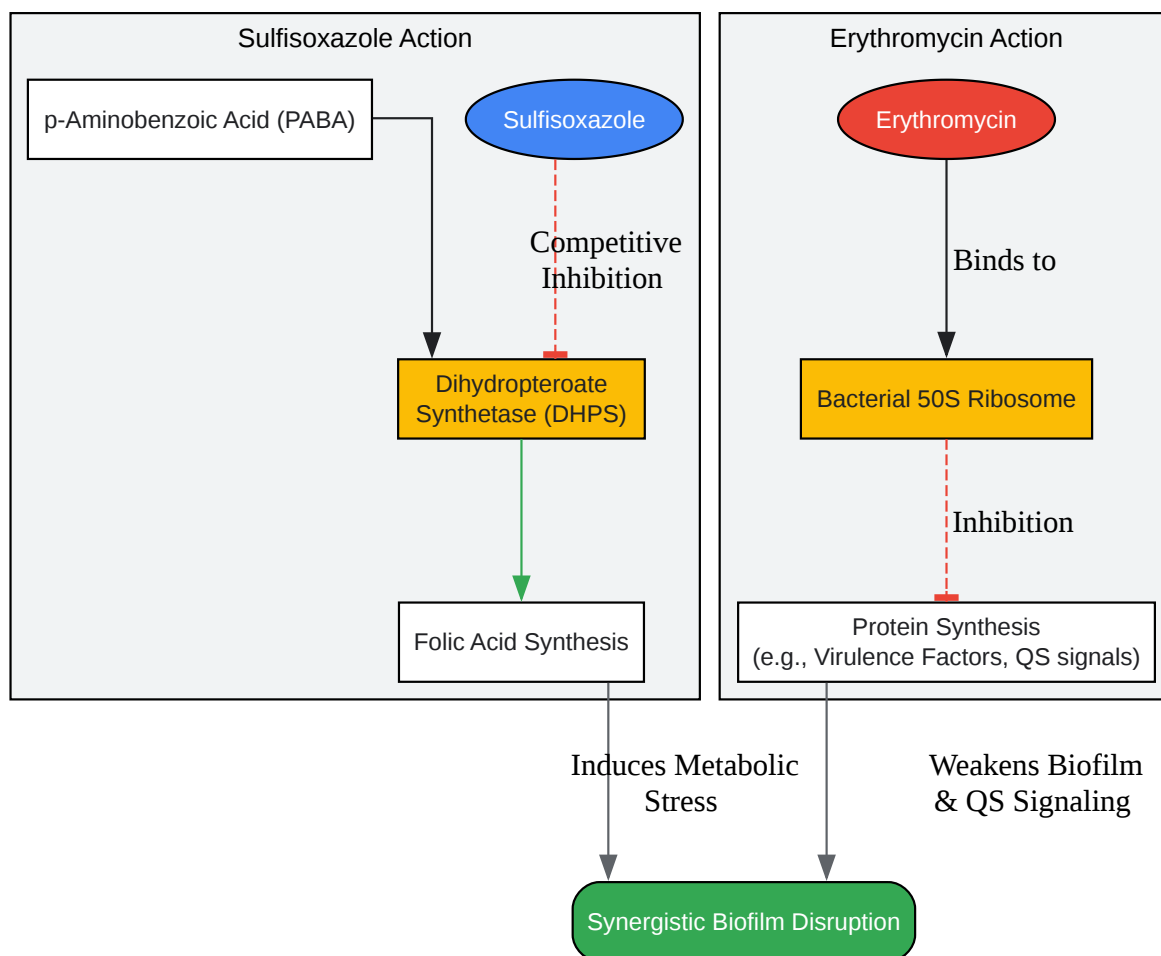 Sulfisoxazole Action
p-Aminobenzoic Acid (PABA)
Sulfisoxazole
Competitive
Inhibition
Dihydropteroate
Synthetase (DHPS)
Folic Acid Synthesis
Erythromycin Action
Erythromycin
Binds to
Bacterial 50S Ribosome
Inhibition
Protein Synthesis
(e.g., Virulence Factors, QS signals)
Induces Metabolic
Stress
Weakens Biofilm
& QS Signaling
Synergistic Biofilm Disruption